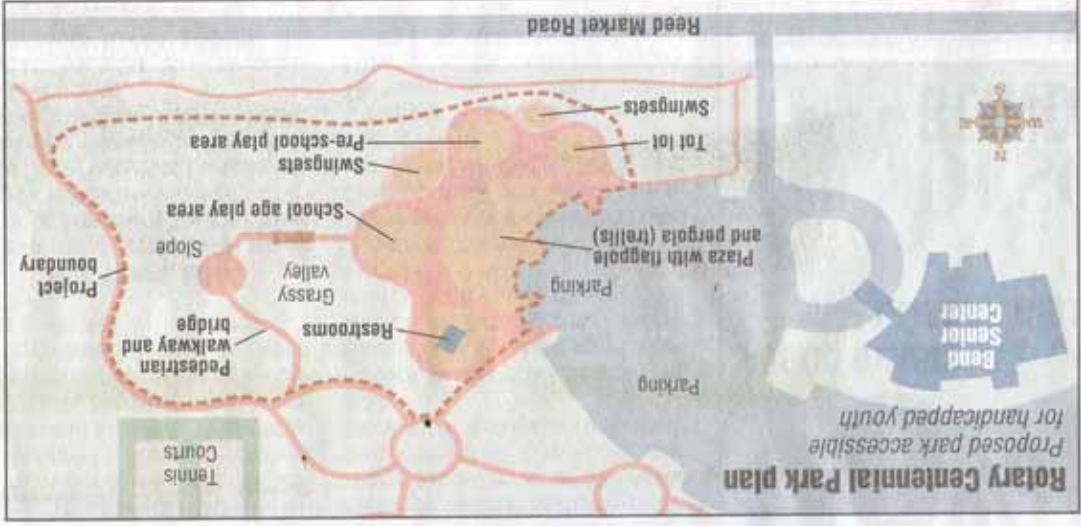 Rotary Centennial Park plan
Proposed park accessible
for handicapped youth
Tennis
Courts
Parking
Bend
Senior
Center
Pedestrian
walkway and
bridge
Restrooms
Parking
Grassy
valley
Project
boundary
Slope
Plaza with flagpole
and pergola (trellis)
School age play area
N
W
E
S
Swingsets
Tot lot
Pre-school play area
Swingsets
Reed Market Road